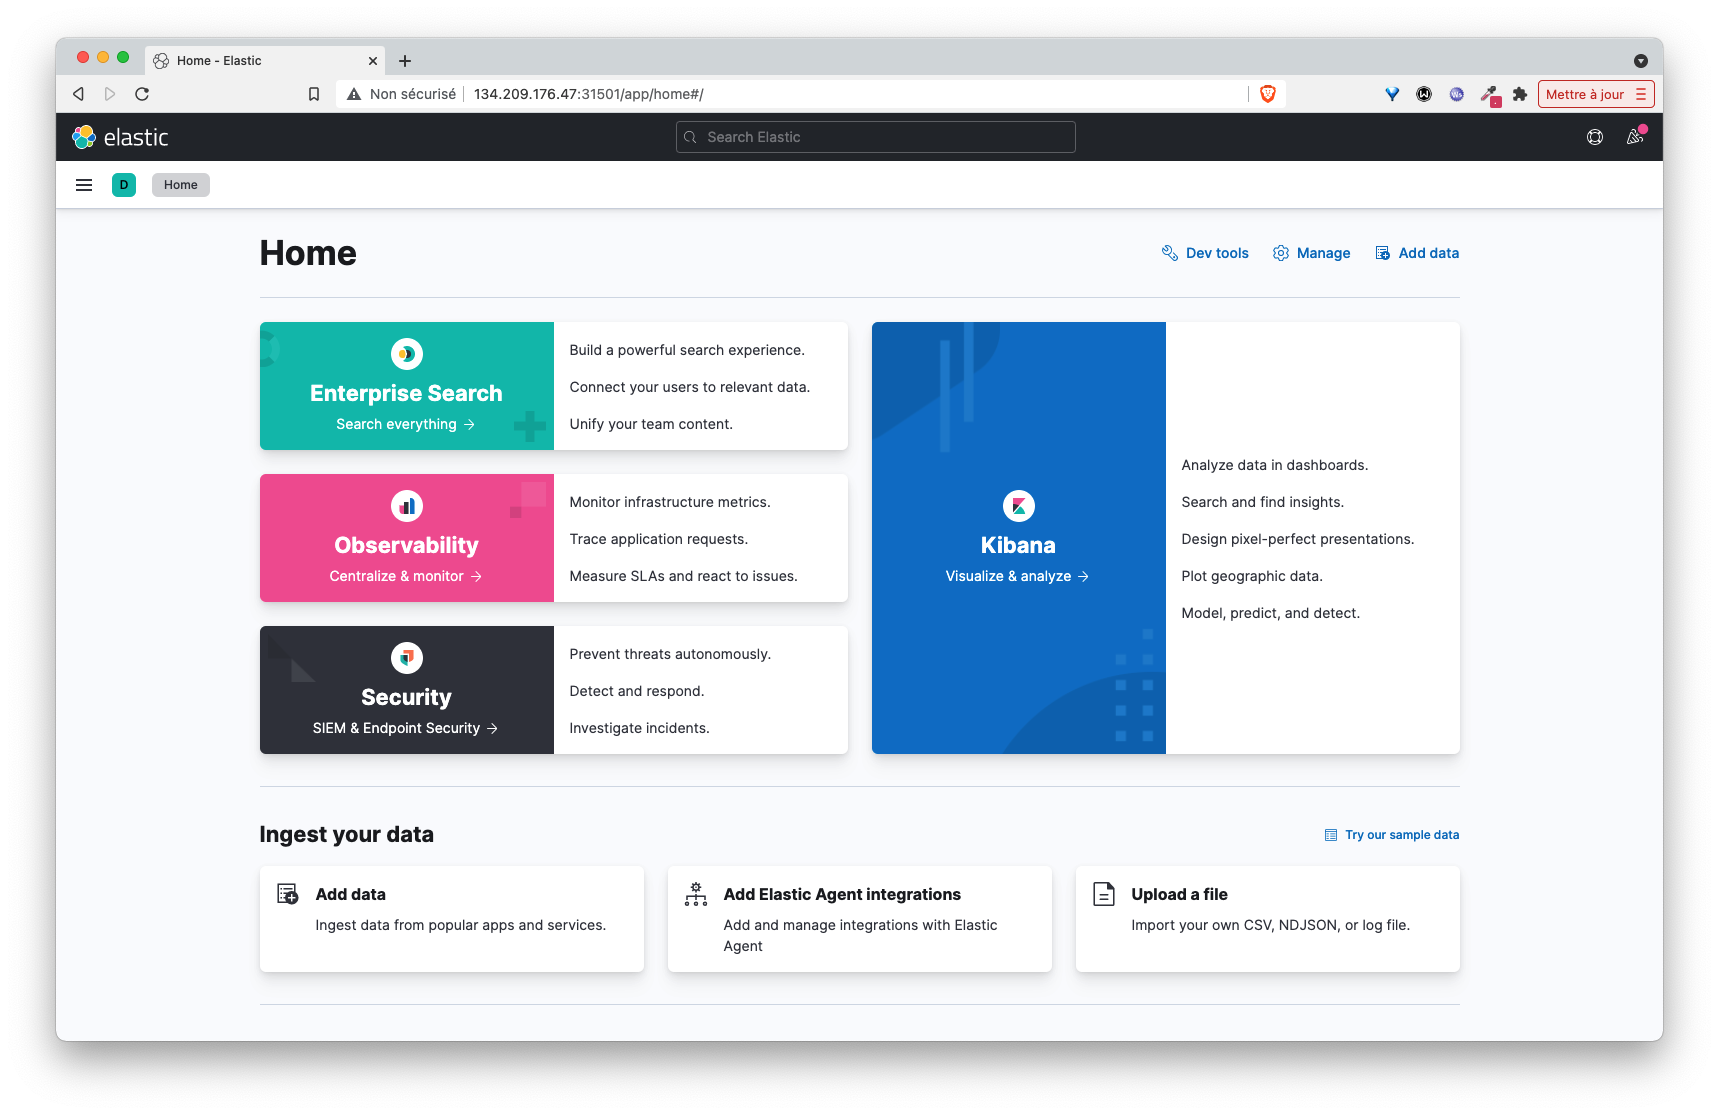 Home - Elastic
Non sécurisé
134.209.176.47:31501/app/home#/
Mettre à jour
elastic
Search Elastic
D
Home
Home
Dev tools
Manage
Add data
Enterprise Search
Search everything →
Build a powerful search experience.
Connect your users to relevant data.
Unify your team content.
Observability
Centralize & monitor →
Monitor infrastructure metrics.
Trace application requests.
Measure SLAs and react to issues.
Security
SIEM & Endpoint Security →
Prevent threats autonomously.
Detect and respond.
Investigate incidents.
Kibana
Visualize & analyze →
Analyze data in dashboards.
Search and find insights.
Design pixel-perfect presentations.
Plot geographic data.
Model, predict, and detect.
Ingest your data
Try our sample data
Add data
Ingest data from popular apps and services.
Add Elastic Agent integrations
Add and manage integrations with Elastic
Agent
Upload a file
Import your own CSV, NDJSON, or log file.